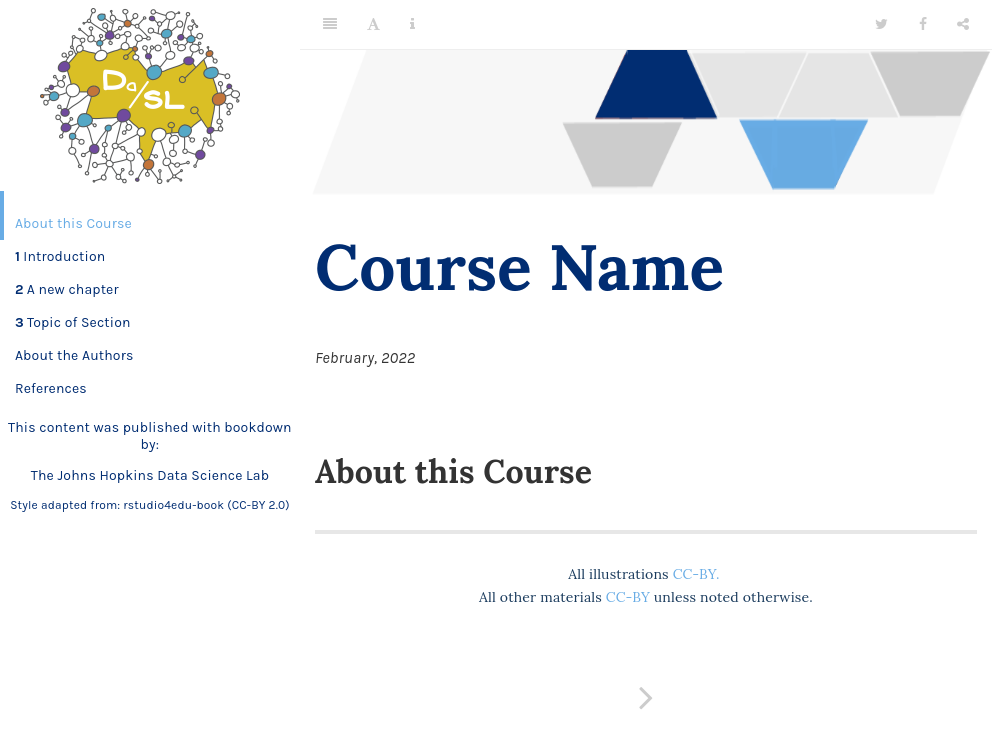 DaSL
About this Course
1 Introduction
2 A new chapter
3 Topic of Section
About the Authors
References
This content was published with bookdown
by:
The Johns Hopkins Data Science Lab
Style adapted from: rstudio4edu-book (CC-BY 2.0)
A
i
Course Name
February, 2022
About this Course
All illustrations CC-BY.
All other materials CC-BY unless noted otherwise.